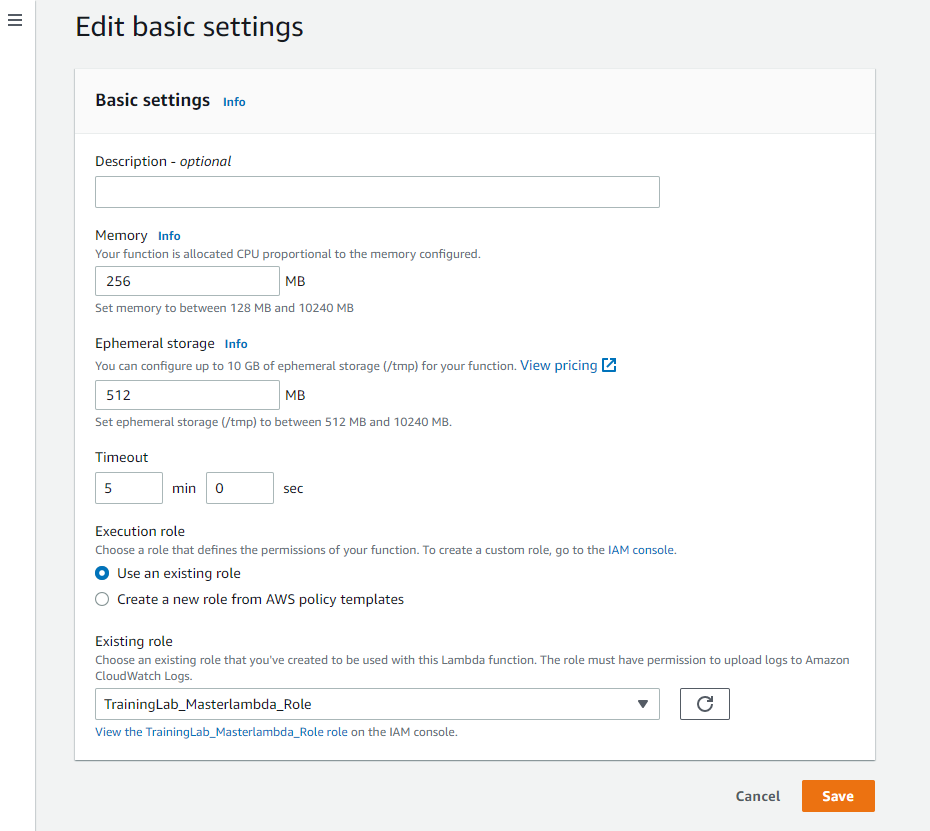 Edit basic settings
Basic settings Info
Description - optional
Memory Info
Your function is allocated CPU proportional to the memory configured.
256 MB
Set memory to between 128 MB and 10240 MB
Ephemeral storage Info
You can configure up to 10 GB of ephemeral storage (/tmp) for your function. View pricing
512 MB
Set ephemeral storage (/tmp) to between 512 MB and 10240 MB.
Timeout
5 min 0 sec
Execution role
Choose a role that defines the permissions of your function. To create a custom role, go to the IAM console.
Use an existing role
Create a new role from AWS policy templates
Existing role
Choose an existing role that you've created to be used with this Lambda function. The role must have permission to upload logs to Amazon
CloudWatch Logs.
TrainingLab_Masterlambda_Role
View the TrainingLab_Masterlambda_Role role on the IAM console.
Cancel Save